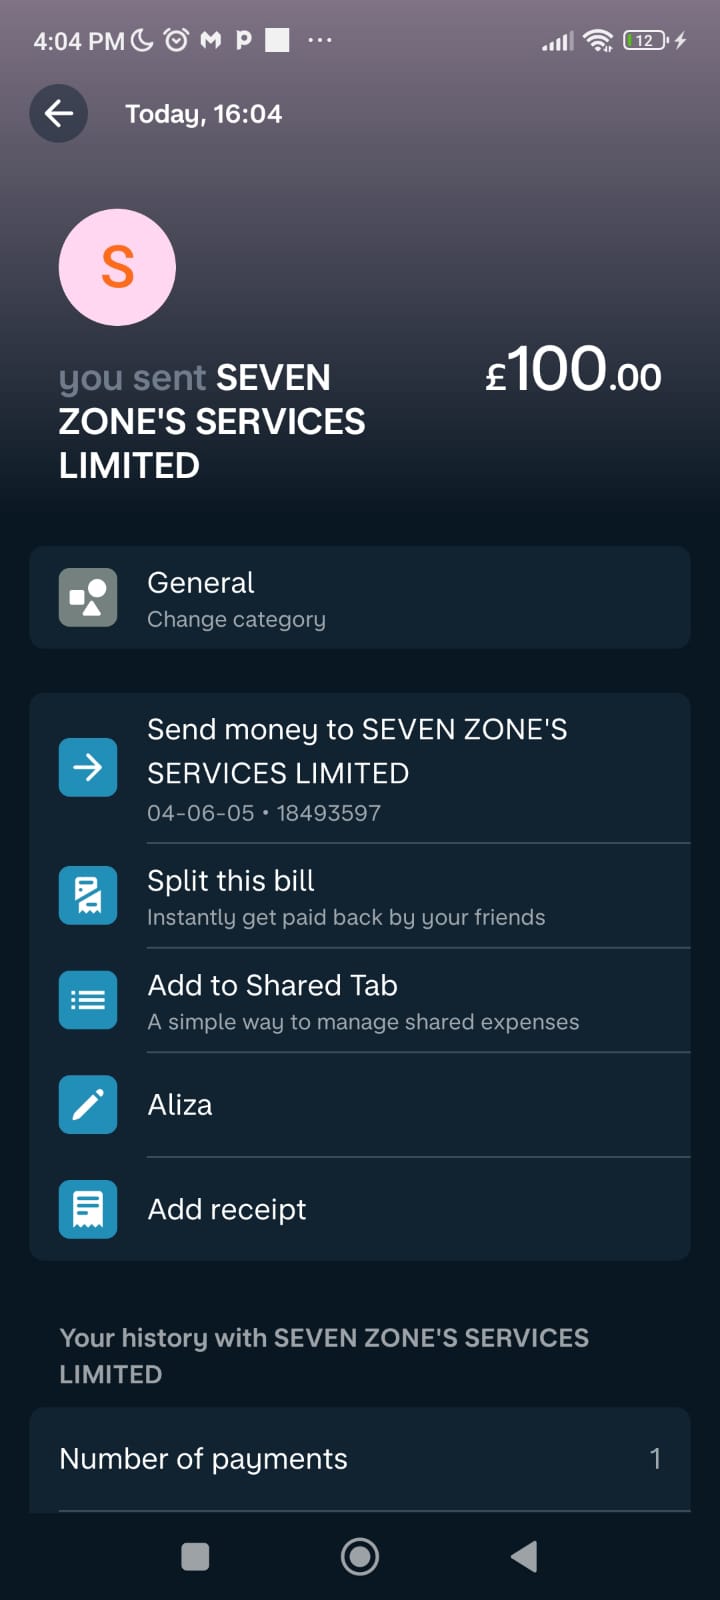 4:04 PM
12
Today, 16:04
S
you sent SEVEN
£100.00
ZONE'S SERVICES
LIMITED
General
Change category
Send money to SEVEN ZONE'S
SERVICES LIMITED
04-06-05 • 18493597
Split this bill
Instantly get paid back by your friends
Add to Shared Tab
A simple way to manage shared expenses
Aliza
Add receipt
Your history with SEVEN ZONE'S SERVICES
LIMITED
Number of payments
1